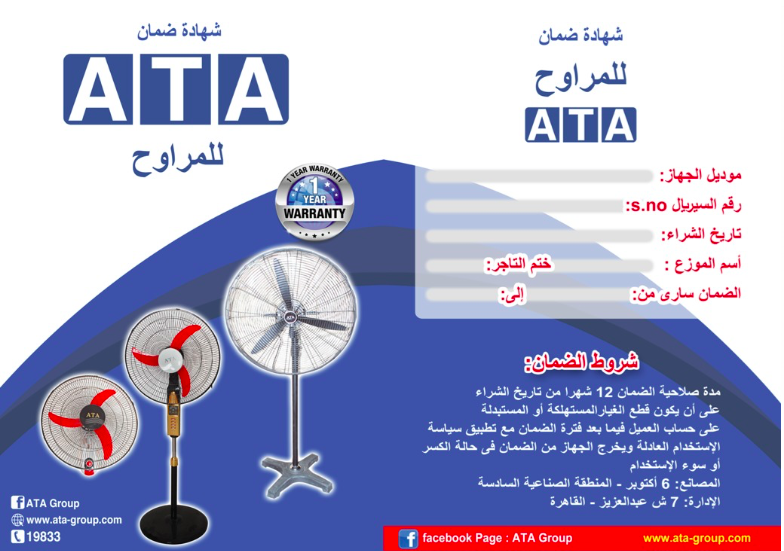 شهادة ضمان
ATA
للمراوح
1 YEAR WARRANTY
1
YEAR
WARRANTY
ATA
ATA
ATA Group
www.ata-group.com
19833
شهادة ضمان
للمراوح
ATA
موديل الجهاز:
رقم السيريال s.no:
تاريخ الشراء:
أسم الموزع : ختم التاجر:
الضمان سارى من: إلى:
شروط الضمان:
مدة صلاحية الضمان 12 شهرا من تاريخ الشراء
على أن يكون قطع الغيارالمستهلكة أو المستبدلة
على حساب العميل فيما بعد فترة الضمان مع تطبيق سياسة
الإستخدام العادلة ويخرج الجهاز من الضمان فى حالة الكسر
أو سوء الإستخدام
المصانع: 6 أكتوبر - المنطقة الصناعية السادسة
الإدارة: 7 ش عبدالعزيز - القاهرة
facebook Page : ATA Group www.ata-group.com